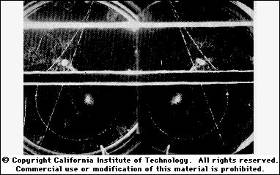 © Copyright California Institute of Technology. All rights reserved.
Commercial use or modification of this material is prohibited.